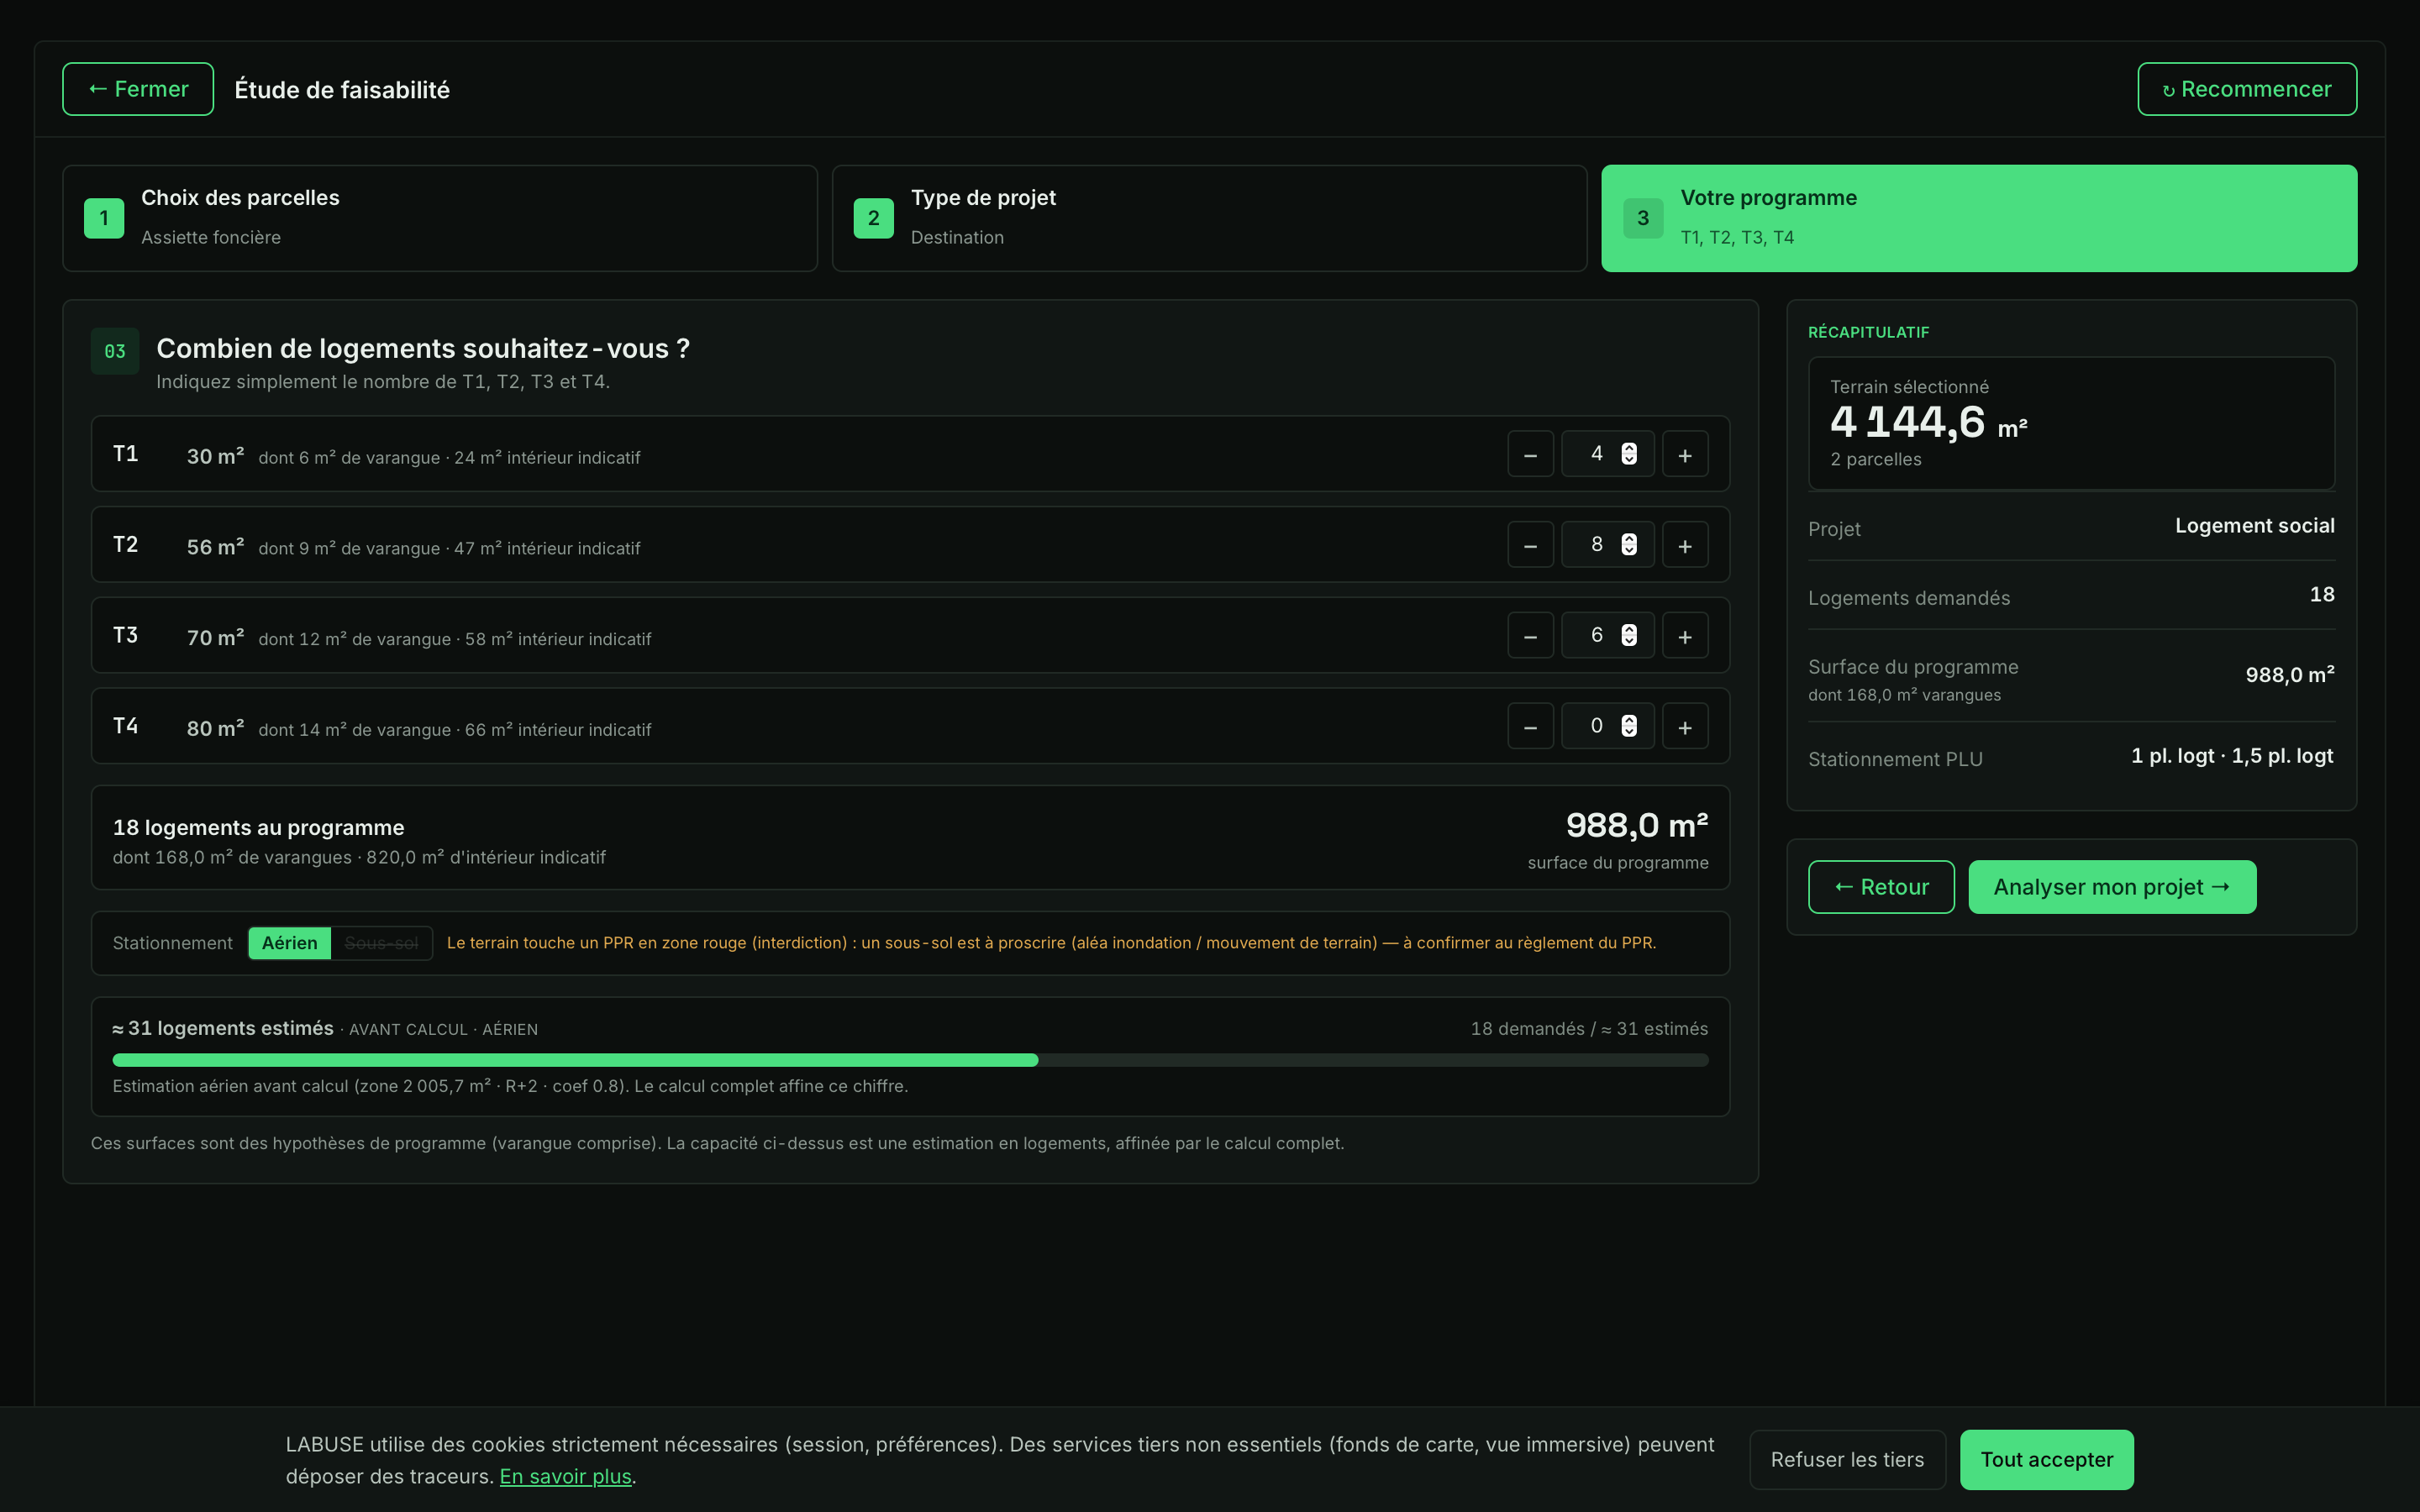 ← Fermer
Étude de faisabilité
↻ Recommencer
1
Choix des parcelles
Assiette foncière
2
Type de projet
Destination
3
Votre programme
T1, T2, T3, T4
03
Combien de logements souhaitez-vous ?
Indiquez simplement le nombre de T1, T2, T3 et T4.
T1 30 m² dont 6 m² de varangue · 24 m² intérieur indicatif − 4 +
T2 56 m² dont 9 m² de varangue · 47 m² intérieur indicatif − 8 +
T3 70 m² dont 12 m² de varangue · 58 m² intérieur indicatif − 6 +
T4 80 m² dont 14 m² de varangue · 66 m² intérieur indicatif − 0 +
18 logements au programme
dont 168,0 m² de varangues · 820,0 m² d'intérieur indicatif
988,0 m²
surface du programme
Stationnement Aérien Sous-sol Le terrain touche un PPR en zone rouge (interdiction) : un sous-sol est à proscrire (aléa inondation / mouvement de terrain) — à confirmer au règlement du PPR.
≈ 31 logements estimés · AVANT CALCUL · AÉRIEN
18 demandés / ≈ 31 estimés
Estimation aérien avant calcul (zone 2 005,7 m² · R+2 · coef 0.8). Le calcul complet affine ce chiffre.
Ces surfaces sont des hypothèses de programme (varangue comprise). La capacité ci-dessus est une estimation en logements, affinée par le calcul complet.
RÉCAPITULATIF
Terrain sélectionné
4 144,6 m²
2 parcelles
Projet Logement social
Logements demandés 18
Surface du programme 988,0 m²
dont 168,0 m² varangues
Stationnement PLU 1 pl. logt · 1,5 pl. logt
← Retour
Analyser mon projet →
LABUSE utilise des cookies strictement nécessaires (session, préférences). Des services tiers non essentiels (fonds de carte, vue immersive) peuvent
déposer des traceurs. En savoir plus.
Refuser les tiers
Tout accepter